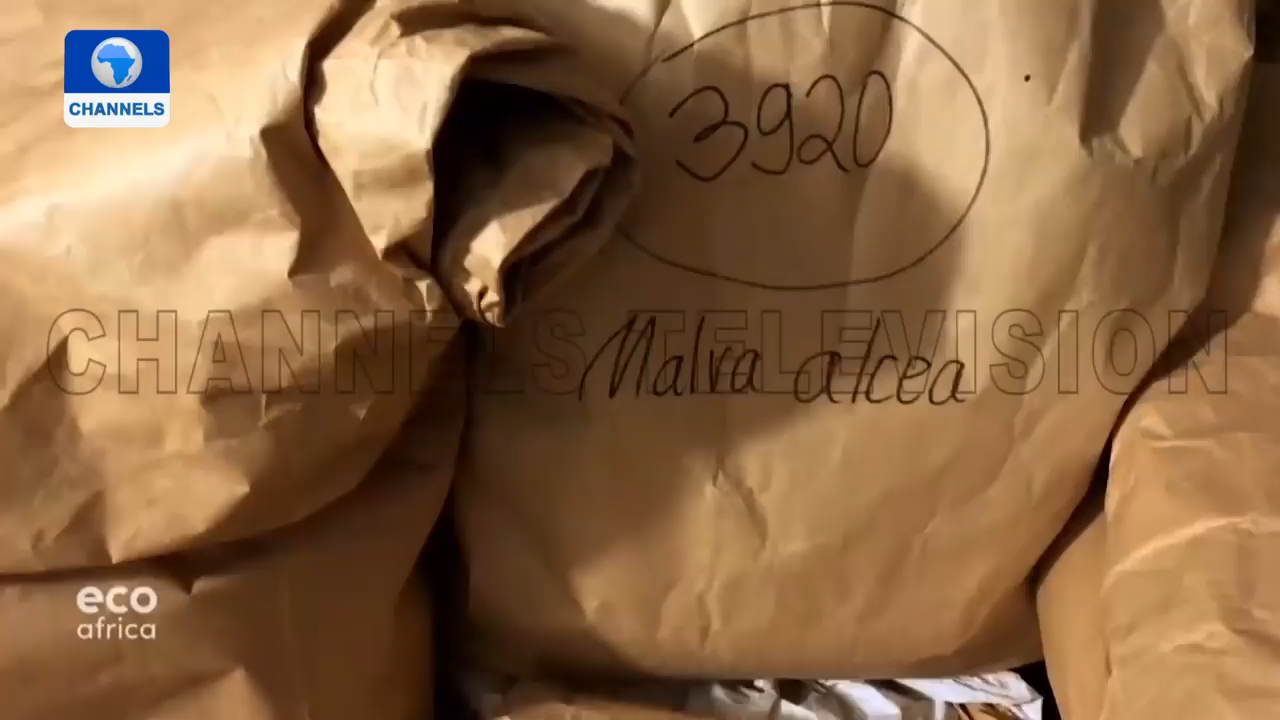 CHANNELS
3920
CHANNELS TELEVISION
Malva alcea
eco
africa